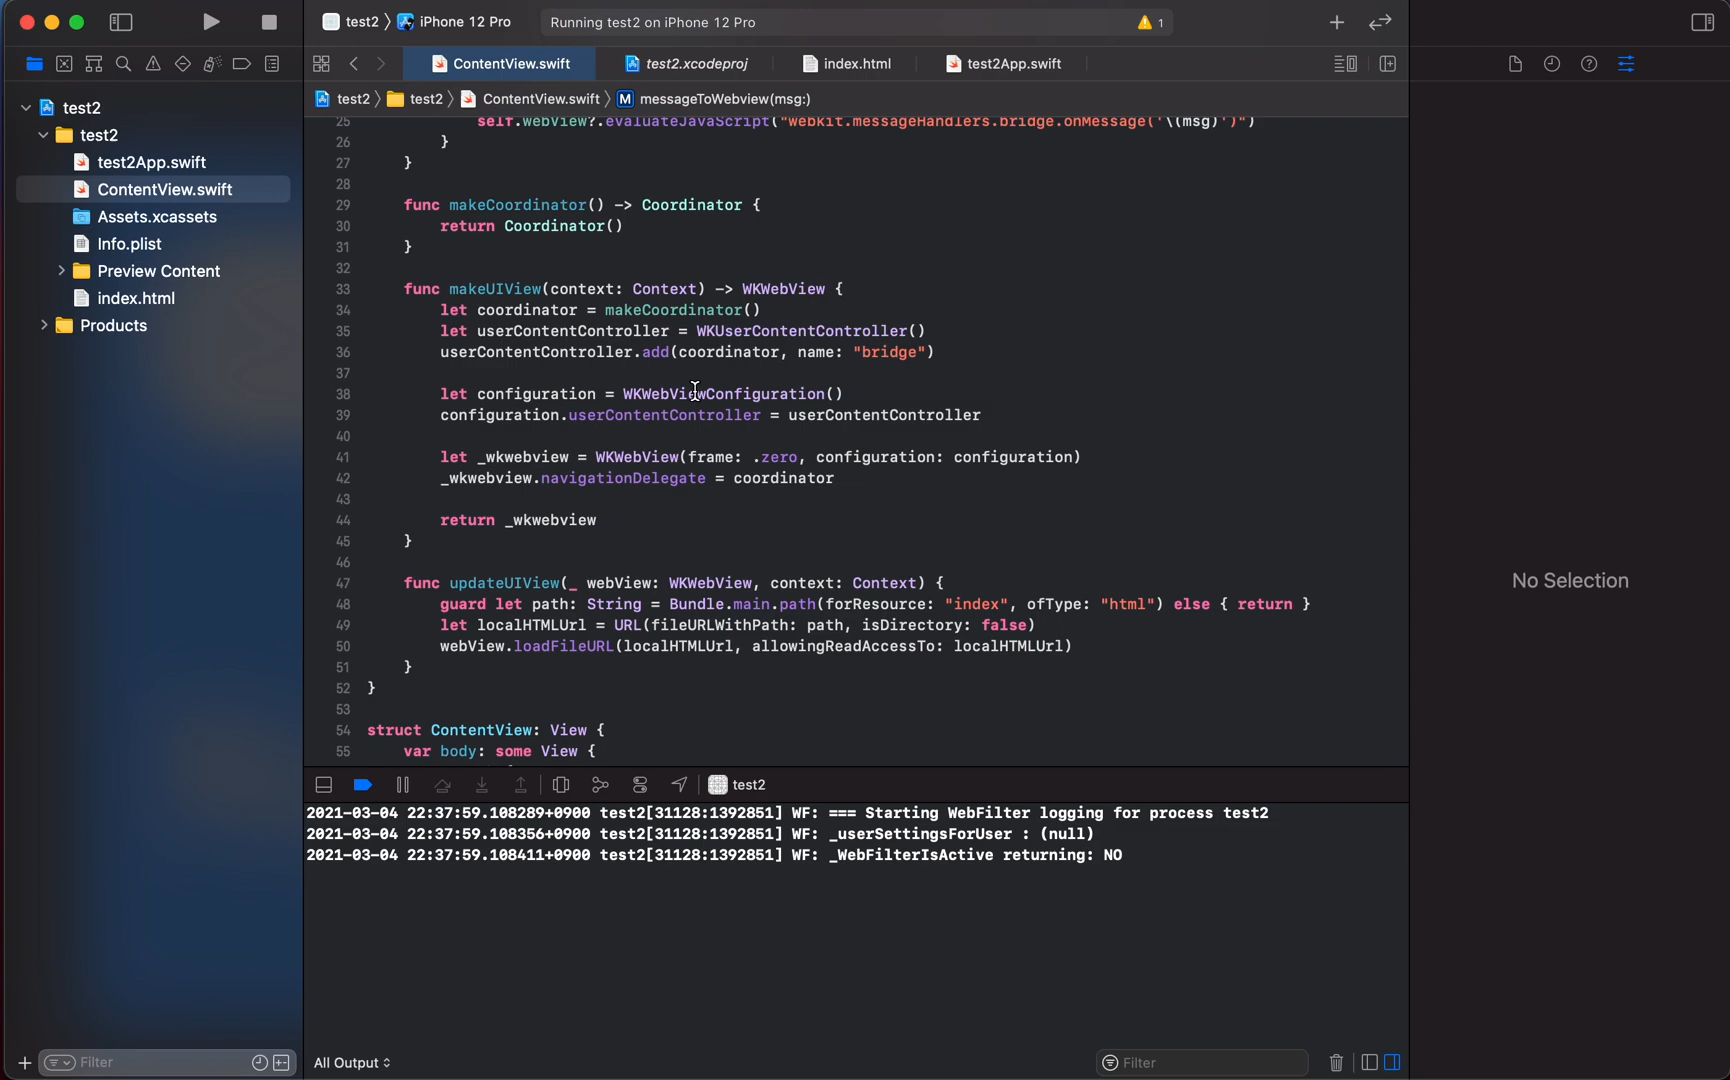 test2 › iPhone 12 Pro
Running test2 on iPhone 12 Pro
1
ContentView.swift
test2.xcodeproj
index.html
test2App.swift
test2 › test2 › ContentView.swift › M messageToWebview(msg:)
test2
test2
test2App.swift
ContentView.swift
Assets.xcassets
Info.plist
Preview Content
index.html
Products
25 self.webView?.evaluateJavaScript("webkit.messageHandlers.bridge.onMessage('\(msg)')")
26 }
27 }
28
29 func makeCoordinator() -> Coordinator {
30 return Coordinator()
31 }
32
33 func makeUIView(context: Context) -> WKWebView {
34 let coordinator = makeCoordinator()
35 let userContentController = WKUserContentController()
36 userContentController.add(coordinator, name: "bridge")
37
38 let configuration = WKWebViewConfiguration()
39 configuration.userContentController = userContentController
40
41 let _wkwebview = WKWebView(frame: .zero, configuration: configuration)
42 _wkwebview.navigationDelegate = coordinator
43
44 return _wkwebview
45 }
46
47 func updateUIView(_ webView: WKWebView, context: Context) {
48 guard let path: String = Bundle.main.path(forResource: "index", ofType: "html") else { return }
49 let localHTMLUrl = URL(fileURLWithPath: path, isDirectory: false)
50 webView.loadFileURL(localHTMLUrl, allowingReadAccessTo: localHTMLUrl)
51 }
52 }
53
54 struct ContentView: View {
55 var body: some View {
No Selection
test2
2021-03-04 22:37:59.108289+0900 test2[31128:1392851] WF: === Starting WebFilter logging for process test2
2021-03-04 22:37:59.108356+0900 test2[31128:1392851] WF: _userSettingsForUser : (null)
2021-03-04 22:37:59.108411+0900 test2[31128:1392851] WF: _WebFilterIsActive returning: NO
Filter
All Output
Filter